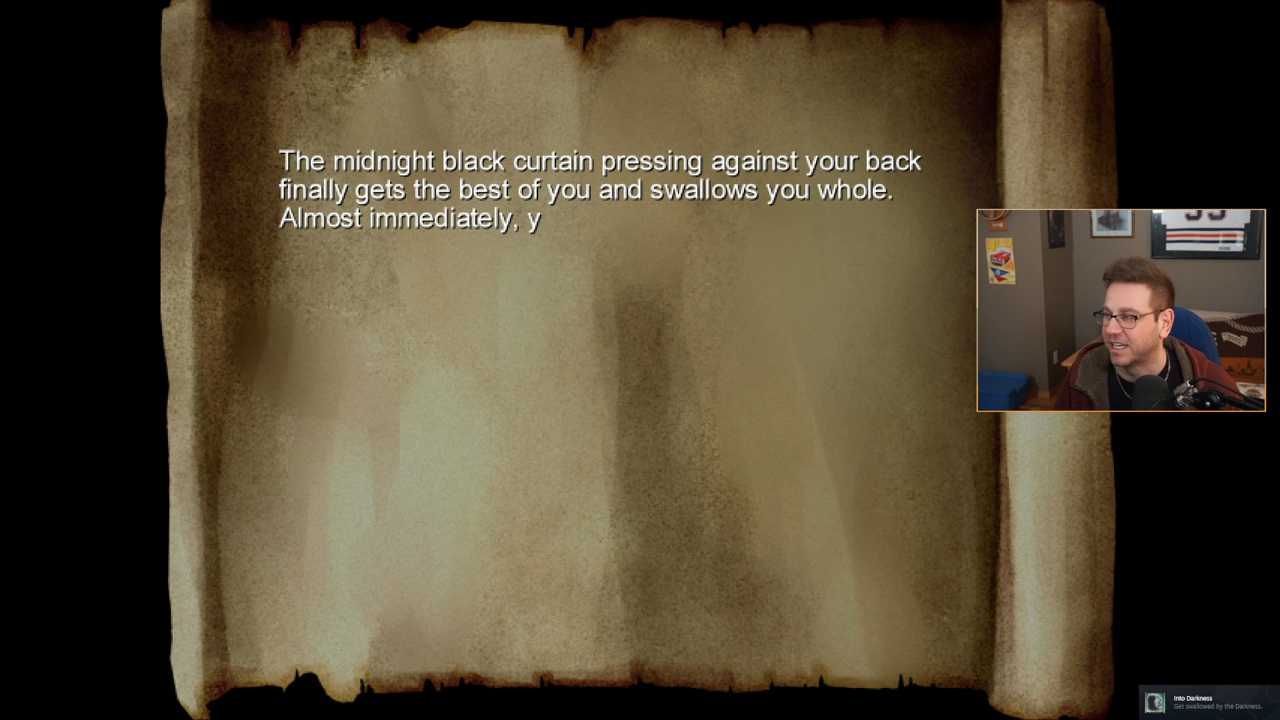 The midnight black curtain pressing against your back
finally gets the best of you and swallows you whole.
Almost immediately, y
Into Darkness
Get swallowed by the Darkness.